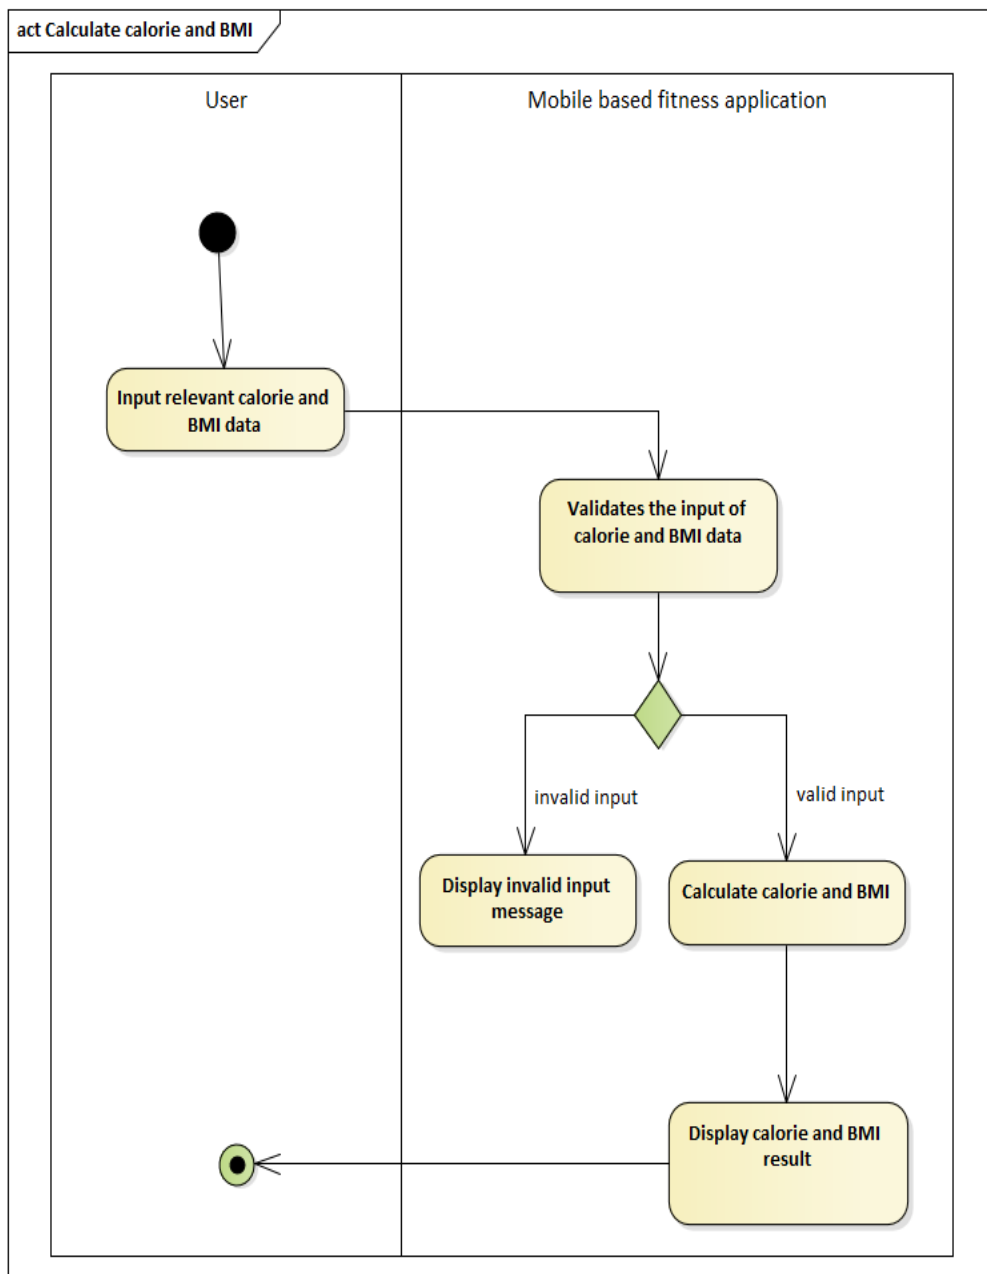 act Calculate calorie and BMI
User
Mobile based fitness application
Input relevant calorie and
BMI data
Validates the input of
calorie and BMI data
invalid input
valid input
Display invalid input
message
Calculate calorie and BMI
Display calorie and BMI
result